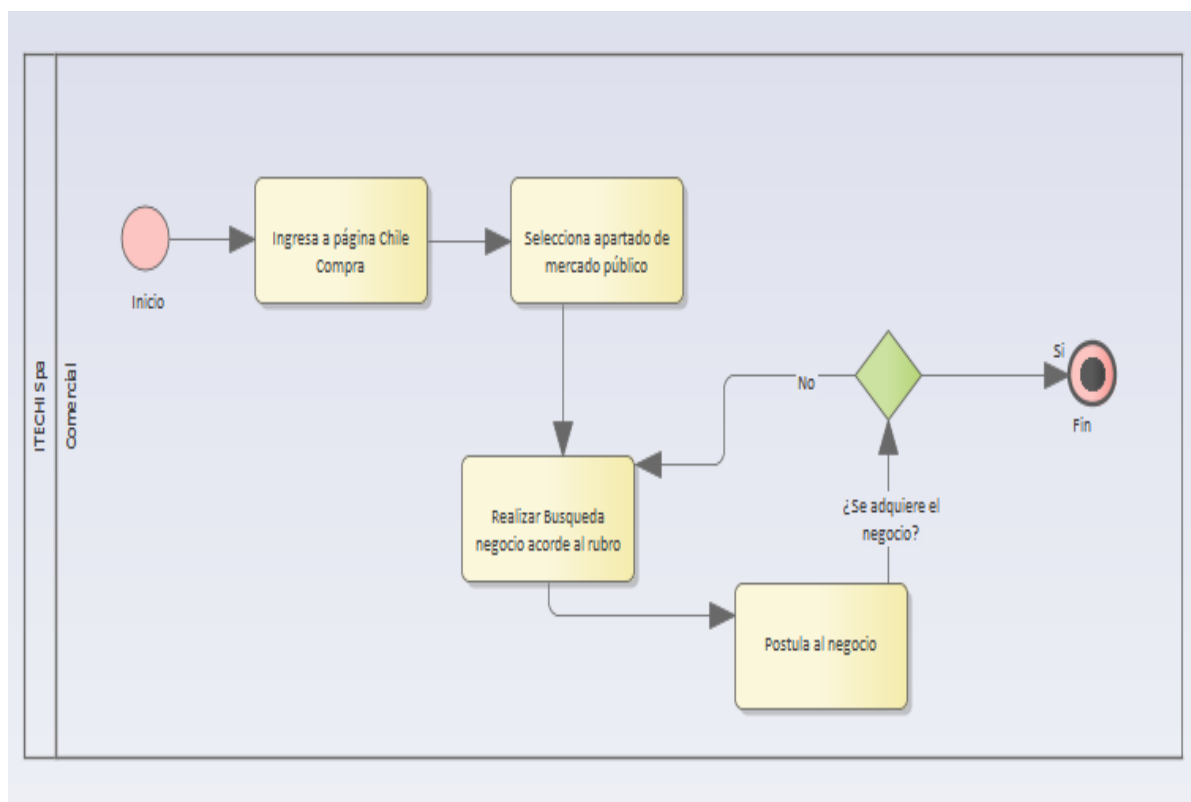 ITECHI Spa
Comercial
Inicio
Ingresa a página Chile
Compra
Selecciona apartado de
mercado público
Realizar Busqueda
negocio acorde al rubro
Postula al negocio
¿Se adquiere el
negocio?
No
Si
Fin